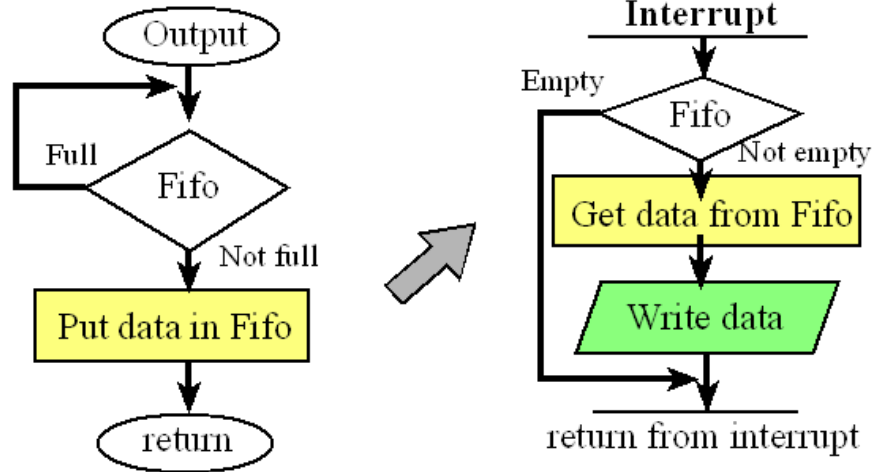 Output
Full
Fifo
Not full
Put data in Fifo
return
Interrupt
Empty
Fifo
Not empty
Get data from Fifo
Write data
return from interrupt